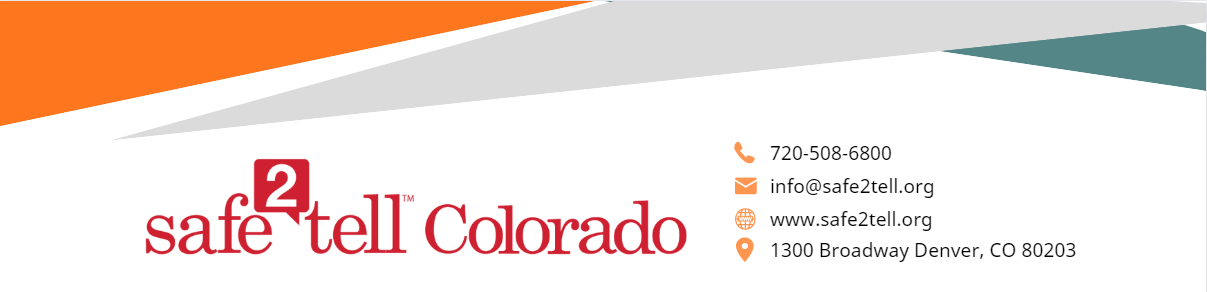 safe2tell™ Colorado
720-508-6800
info@safe2tell.org
www.safe2tell.org
1300 Broadway Denver, CO 80203